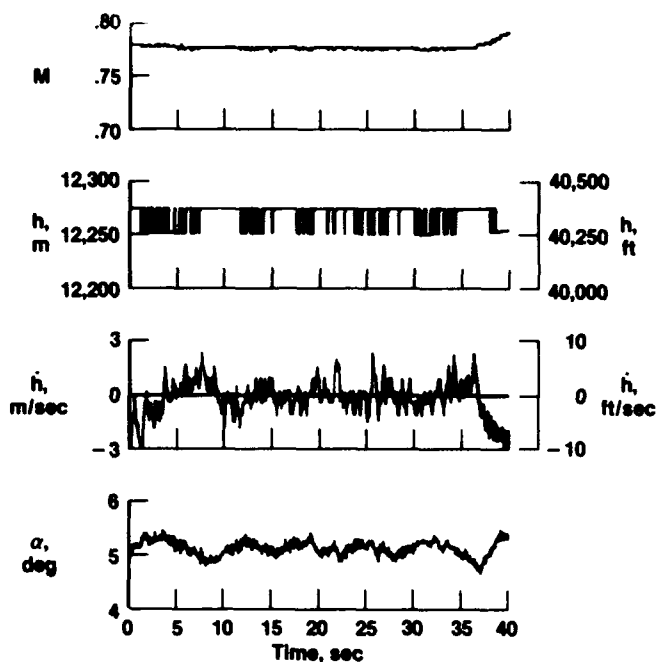 .80
M
.75
.70
12,300
h,
m
12,250
12,200
40,500
40,250
h,
ft
40,000
3
ḣ,
m/sec
0
– 3
10
0
ḣ,
ft/sec
– 10
6
α,
deg
5
4
0 5 10 15 20 25 30 35 40
Time, sec